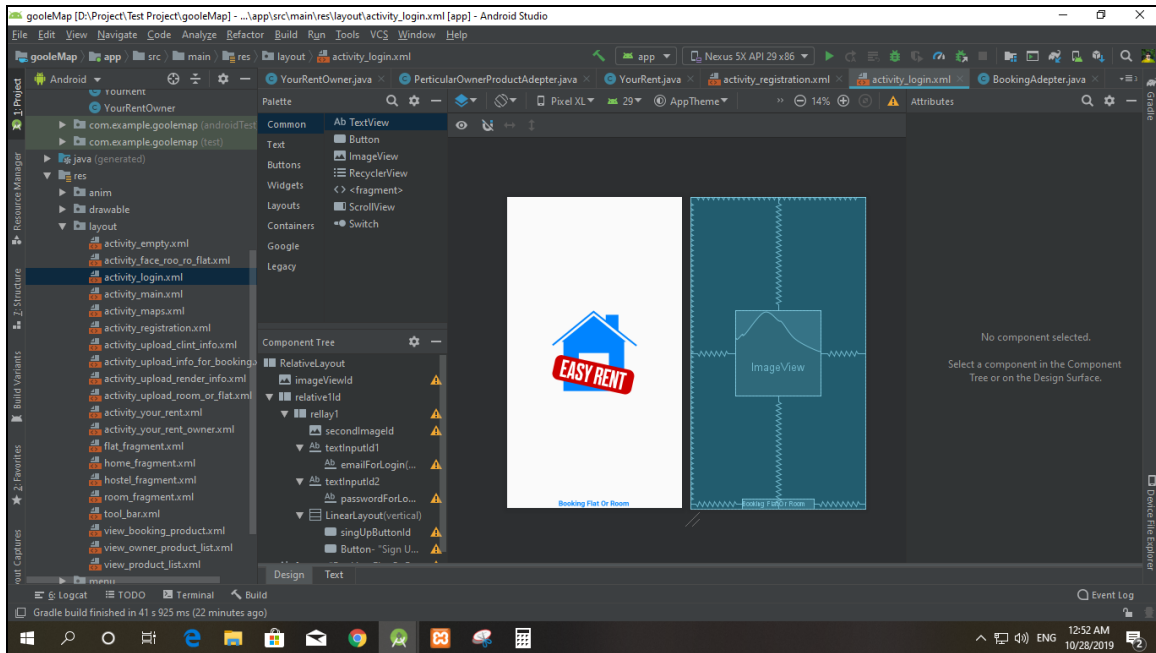 gooleMap [D:\Project\Test Project\gooleMap] - ...\app\src\main\res\layout\activity_login.xml [app] - Android Studio
File Edit View Navigate Code Analyze Refactor Build Run Tools VCS Window Help
gooleMap app src main res layout activity_login.xml app Nexus 5X API 29 x86
Android YourRentOwner.java PerticularOwnerProductAdepter.java YourRent.java activity_registration.xml activity_login.xml BookingAdepter.java
1: Project
Resource Manager
Z: Structure
Build Variants
2: Favorites
out Captures
YourRent
YourRentOwner
com.example.goolemap (androidTest
com.example.goolemap (test)
java (generated)
res
anim
drawable
layout
activity_empty.xml
activity_face_roo_ro_flat.xml
activity_login.xml
activity_main.xml
activity_maps.xml
activity_registration.xml
activity_upload_clint_info.xml
activity_upload_info_for_booking
activity_upload_render_info.xml
activity_upload_room_or_flat.xml
activity_your_rent.xml
activity_your_rent_owner.xml
flat_fragment.xml
home_fragment.xml
hostel_fragment.xml
room_fragment.xml
tool_bar.xml
view_booking_product.xml
view_owner_product_list.xml
view_product_list.xml
menu
Palette
Common
Text
Buttons
Widgets
Layouts
Containers
Google
Legacy
Ab TextView
Button
ImageView
RecyclerView
<> <fragment>
ScrollView
Switch
Component Tree
RelativeLayout
imageViewId
relative1Id
rellay1
secondImageId
Ab textInputId1
Ab emailForLogin(...
Ab textInputId2
Ab passwordForLo...
LinearLayout(vertical)
singUpButtonId
Button- "Sign U...
Design Text
Pixel XL 29 AppTheme » 14%
EASY RENT
Booking Flat Or Room
ImageView
Booking Flat Or Room
Attributes
No component selected.
Select a component in the Component
Tree or on the Design Surface.
Gradle
Device File Explorer
6: Logcat TODO Terminal Build Event Log
Gradle build finished in 41 s 925 ms (22 minutes ago)
ENG
12:52 AM
10/28/2019
2